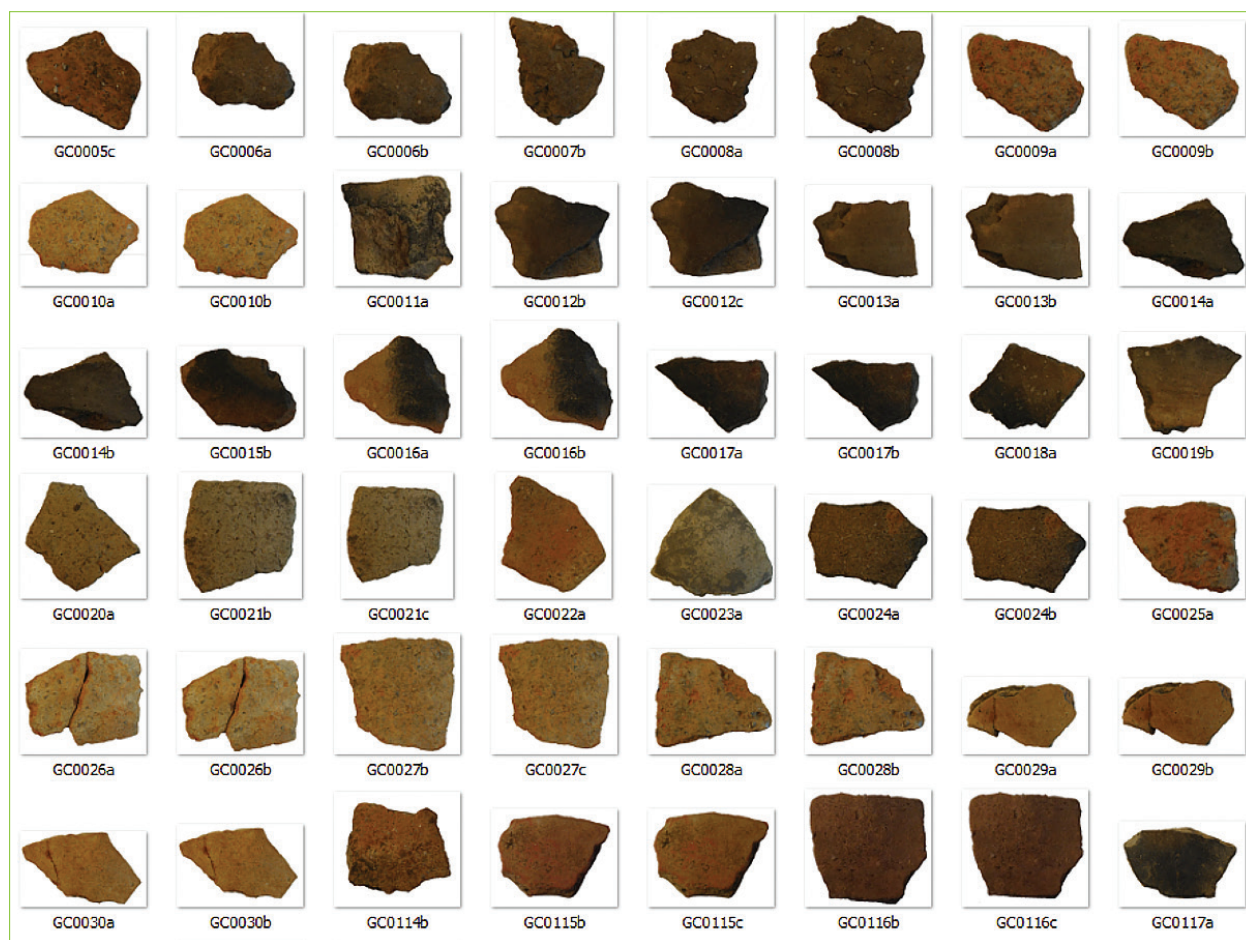 GC0005c GC0006a GC0006b GC0007b GC0008a GC0008b GC0009a GC0009b
GC0010a GC0010b GC0011a GC0012b GC0012c GC0013a GC0013b GC0014a
GC0014b GC0015b GC0016a GC0016b GC0017a GC0017b GC0018a GC0019b
GC0020a GC0021b GC0021c GC0022a GC0023a GC0024a GC0024b GC0025a
GC0026a GC0026b GC0027b GC0027c GC0028a GC0028b GC0029a GC0029b
GC0030a GC0030b GC0114b GC0115b GC0115c GC0116b GC0116c GC0117a